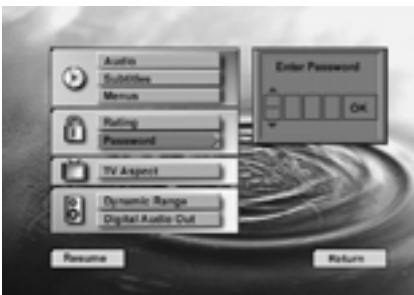 Audio
Subtitles
Menus
Rating
Password
TV Aspect
Dynamic Range
Digital Audio Out
Enter Password
OK
Resume
Return